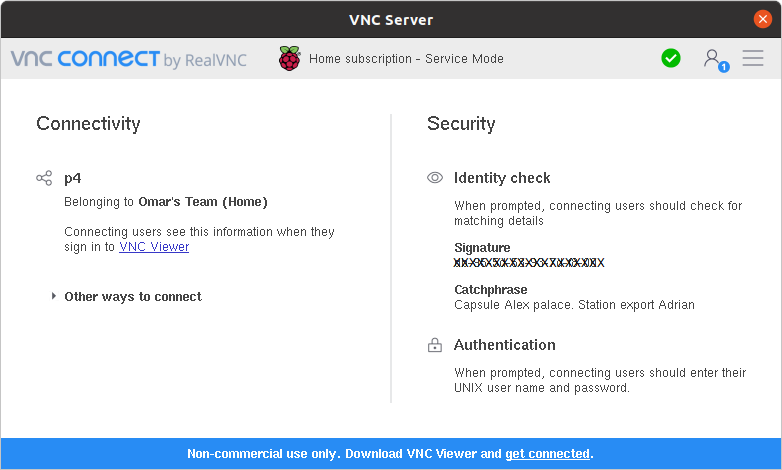 VNC Server
VNC CONNECT by RealVNC
Home subscription - Service Mode
1
Connectivity
p4
Belonging to Omar's Team (Home)
Connecting users see this information when they
sign in to VNC Viewer
Other ways to connect
Security
Identity check
When prompted, connecting users should check for
matching details
Signature
Catchphrase
Capsule Alex palace. Station export Adrian
Authentication
When prompted, connecting users should enter their
UNIX user name and password.
Non-commercial use only. Download VNC Viewer and get connected.